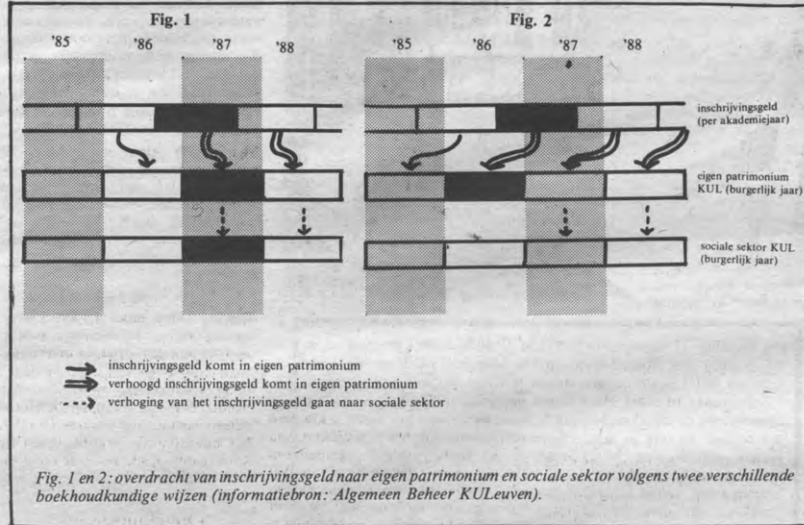 Fig. 1
Fig. 2
'85 '86 '87 '88
'85 '86 '87 '88
inschrijvingsgeld
(per akademiejaar)
eigen patrimonium
KUL (burgerlijk jaar)
sociale sektor KUL
(burgerlijk jaar)
inschrijvingsgeld komt in eigen patrimonium
verhoogd inschrijvingsgeld komt in eigen patrimonium
verhoging van het inschrijvingsgeld gaat naar sociale sektor
Fig. 1 en 2: overdracht van inschrijvingsgeld naar eigen patrimonium en sociale sektor volgens twee verschillende
boekhoudkundige wijzen (informatiebron: Algemeen Beheer KULeuven).